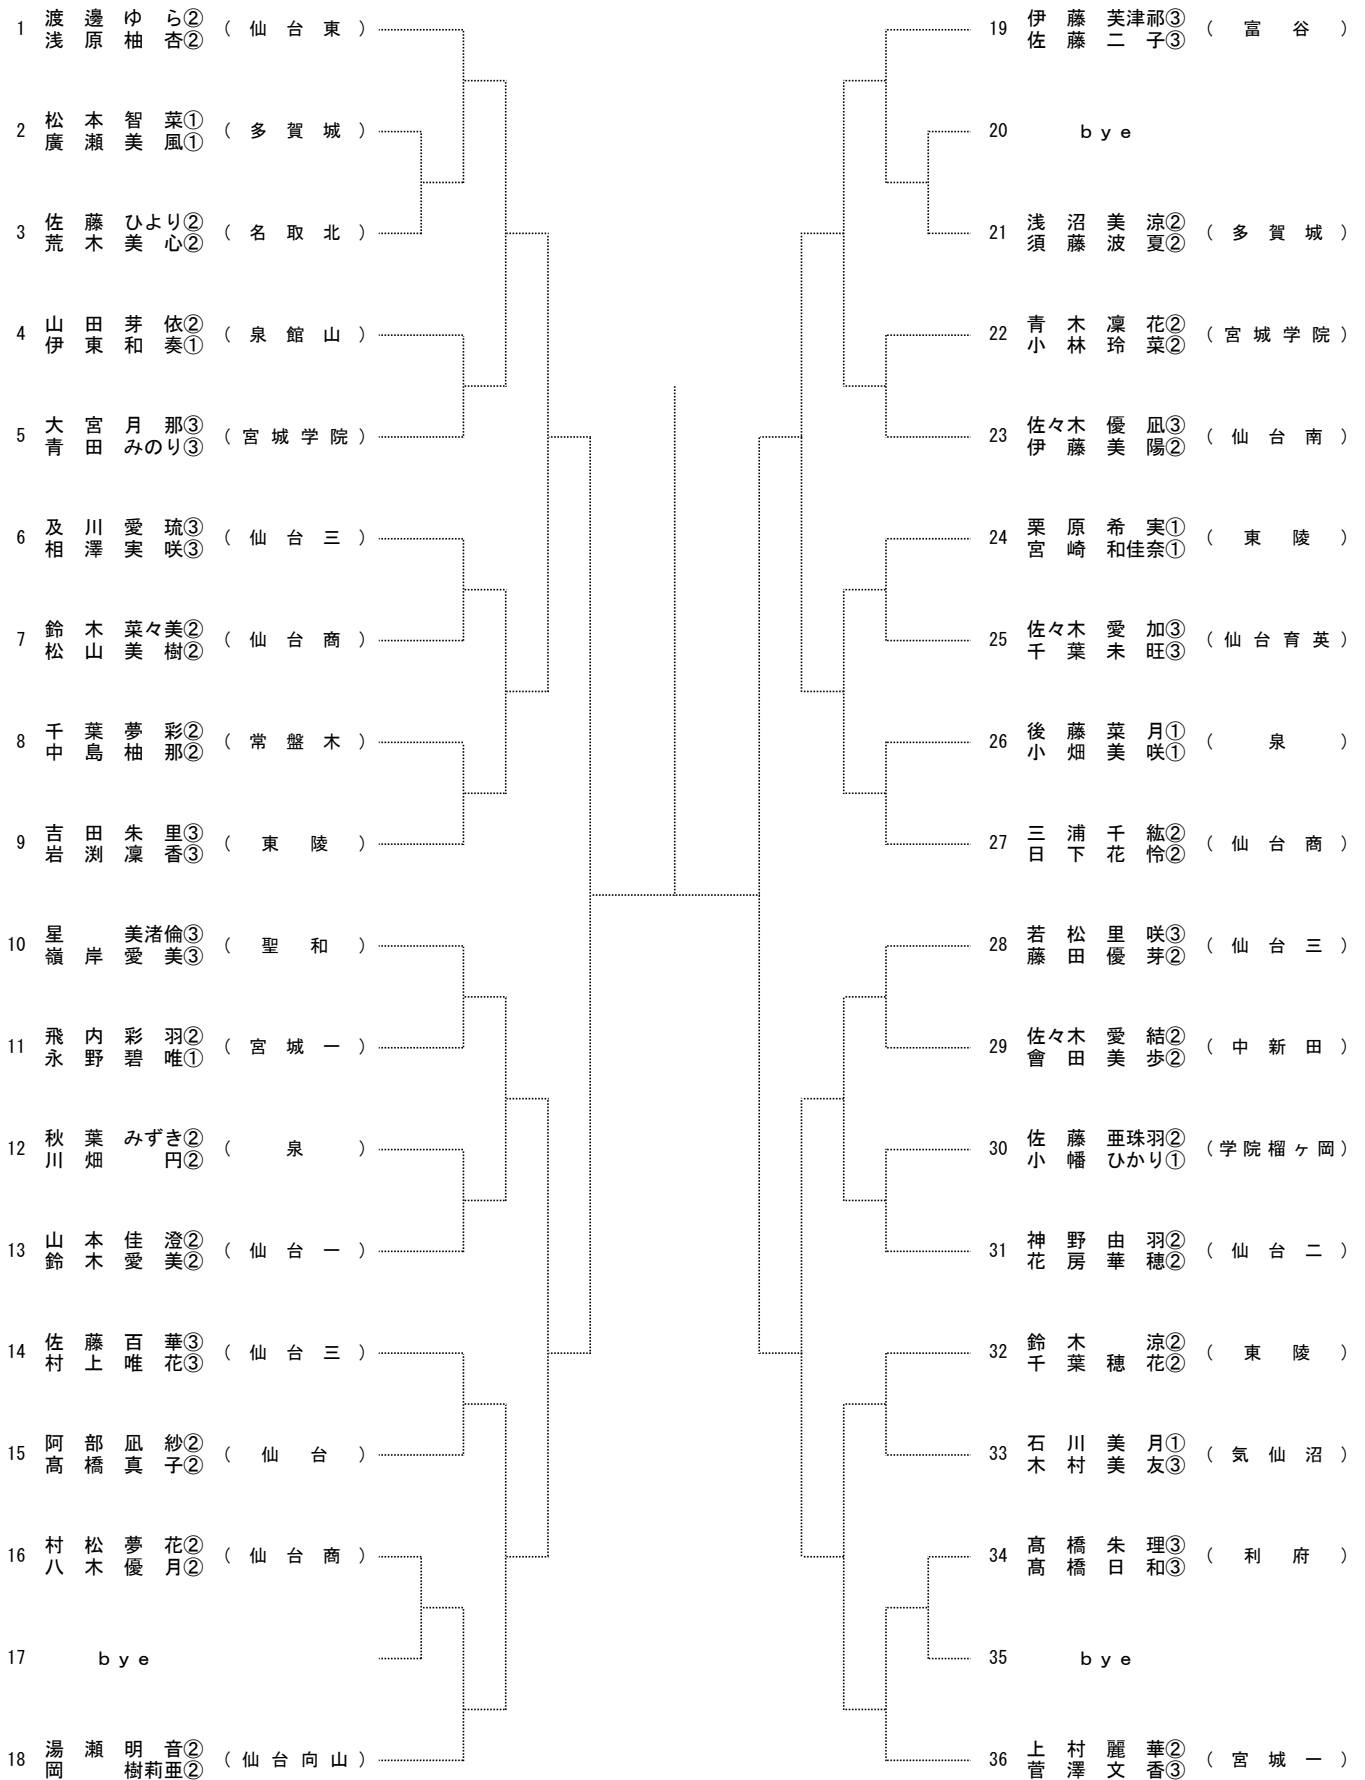 1 渡邊ゆら② (仙台東)
浅原柚杏②
2 松本智菜① (多賀城)
廣瀬美風①
3 佐藤ひより② (名取北)
荒木美心②
4 山田芽依② (泉館山)
伊東和奏①
5 大宮月那③ (宮城学院)
青田みのり③
6 及川愛琉③ (仙台三)
相澤実咲③
7 鈴木菜々美② (仙台商)
松山美樹②
8 千葉夢彩② (常盤木)
中島柚那②
9 吉田朱里③ (東陵)
岩渕凜香③
10 星美渚倫③ (聖和)
嶺岸愛美③
11 飛内彩羽② (宮城一)
永野碧唯①
12 秋葉みずき② (泉)
川畑円②
13 山本佳澄② (仙台一)
鈴木愛美②
14 佐藤百華③ (仙台三)
村上唯花③
15 阿部凪紗② (仙台)
髙橋真子②
16 村松夢花② (仙台商)
八木優月②
17 bye
18 湯瀬明音② (仙台向山)
岡樹莉亜②
19 伊藤芙津祁③ (富谷)
佐藤二子③
20 bye
21 浅沼美涼② (多賀城)
須藤波夏②
22 青木凜花② (宮城学院)
小林玲菜②
23 佐々木優凪③ (仙台南)
伊藤美陽②
24 栗原希実① (東陵)
宮崎和佳奈①
25 佐々木愛加③ (仙台育英)
千葉未旺③
26 後藤菜月① (泉)
小畑美咲①
27 三浦千紘② (仙台商)
日下花怜②
28 若松里咲③ (仙台三)
藤田優芽②
29 佐々木愛結② (中新田)
會田美歩②
30 佐藤亜珠羽② (学院榴ヶ岡)
小幡ひかり①
31 神野由羽② (仙台二)
花房華穂②
32 鈴木涼② (東陵)
千葉穂花②
33 石川美月① (気仙沼)
木村美友③
34 髙橋朱理③ (利府)
髙橋日和③
35 bye
36 上村麗華② (宮城一)
菅澤文香③